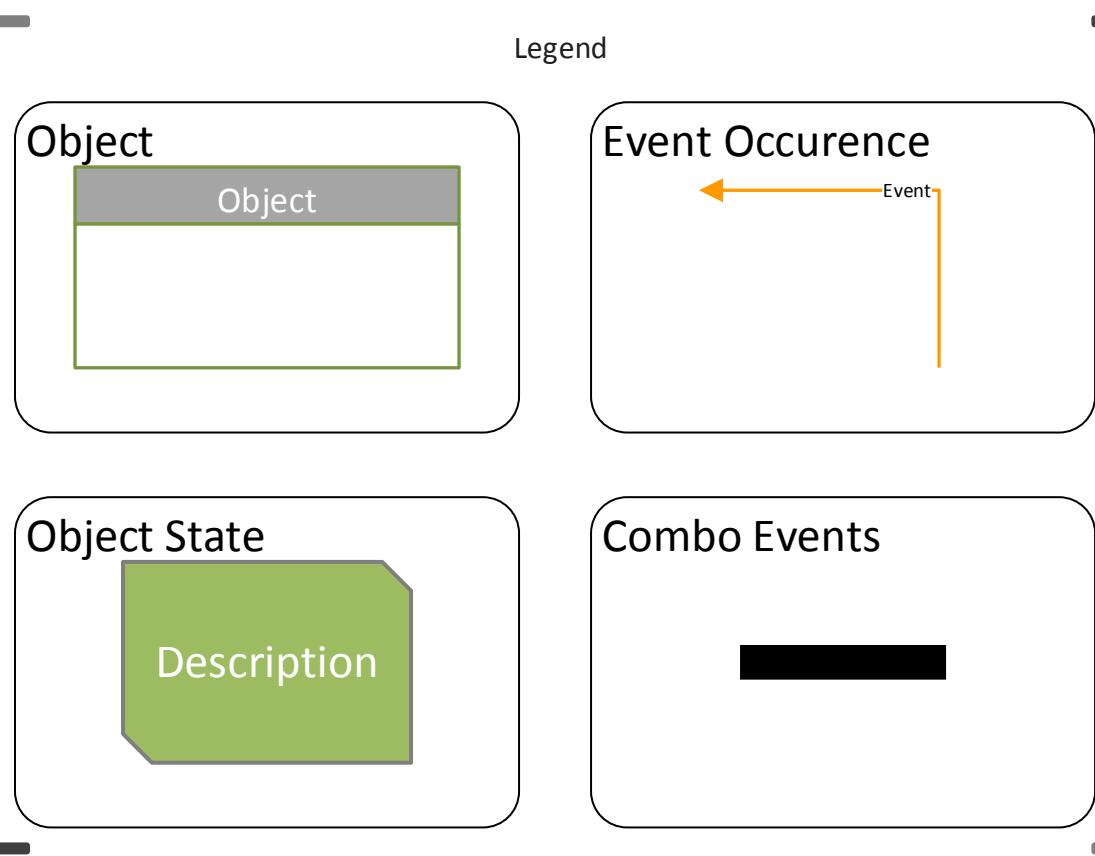 Legend
Object
Object
Event Occurence
Event
Object State
Description
Combo Events